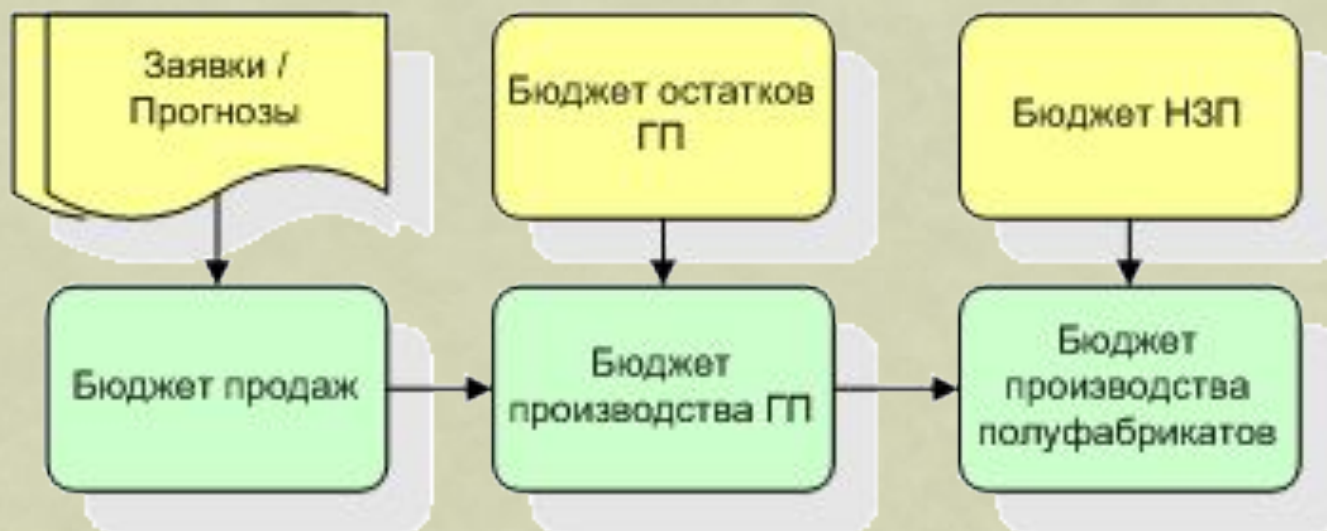 Заявки /
Прогнозы
Бюджет остатков
ГП
Бюджет НЗП
Бюджет продаж
Бюджет
производства ГП
Бюджет
производства
полуфабрикатов